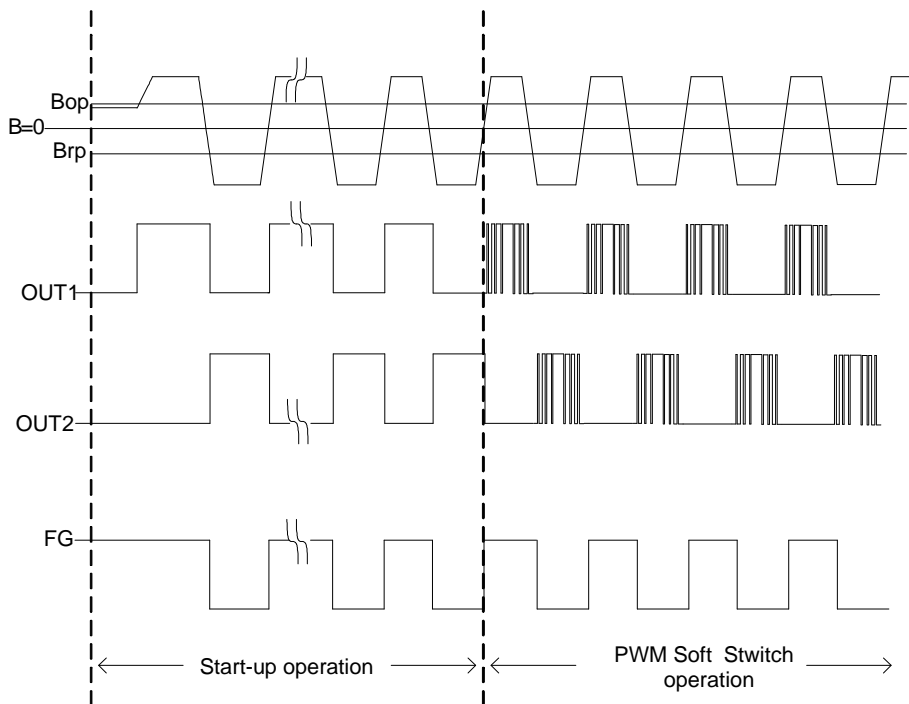 Bop
B=0
Brp
OUT1
OUT2
FG
Start-up operation
PWM Soft Stwitch
operation